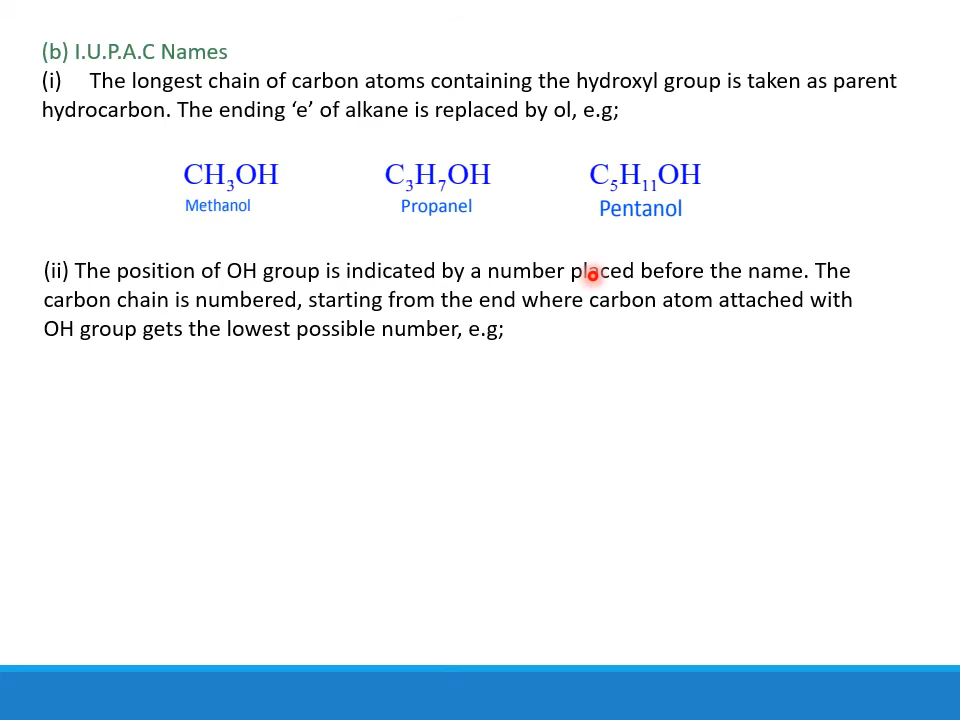 (b) I.U.P.A.C Names
(i) The longest chain of carbon atoms containing the hydroxyl group is taken as parent
hydrocarbon. The ending ‘e’ of alkane is replaced by ol, e.g;
CH₃OH C₃H₇OH C₅H₁₁OH
Methanol Propanel Pentanol
(ii) The position of OH group is indicated by a number placed before the name. The
carbon chain is numbered, starting from the end where carbon atom attached with
OH group gets the lowest possible number, e.g;